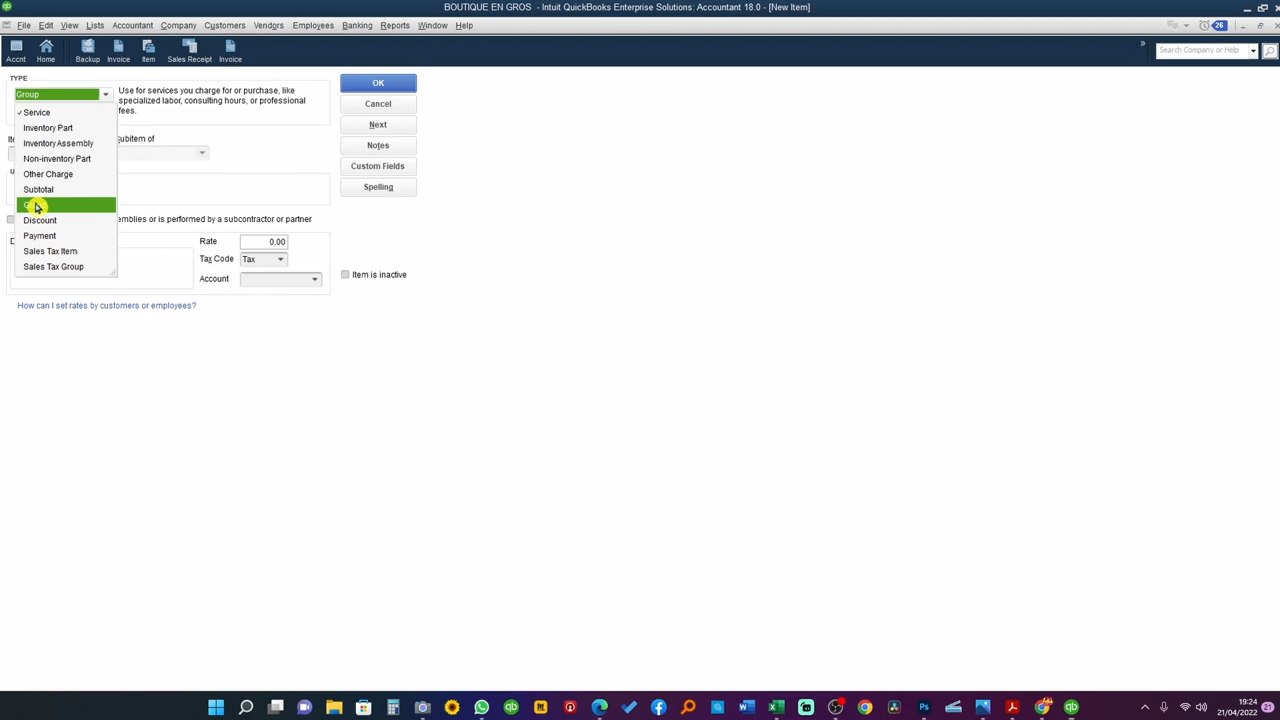 BOUTIQUE EN GROS - Intuit QuickBooks Enterprise Solutions: Accountant 18.0 - [New Item]
File Edit View Lists Accountant Company Customers Vendors Employees Banking Reports Window Help
26
Accnt Home Backup Invoice Item Sales Receipt Invoice
» Search Company or Help
TYPE
Group
Use for services you charge for or purchase, like
specialized labor, consulting hours, or professional
fees.
OK
Cancel
Next
Notes
Custom Fields
Spelling
✓ Service
Inventory Part
Inventory Assembly
Non-inventory Part
Other Charge
Subtotal
Discount
Payment
Sales Tax Item
Sales Tax Group
Subitem of
or is performed by a subcontractor or partner
Rate 0,00
Tax Code Tax
Account
Item is inactive
How can I set rates by customers or employees?
19:24
21/04/2022